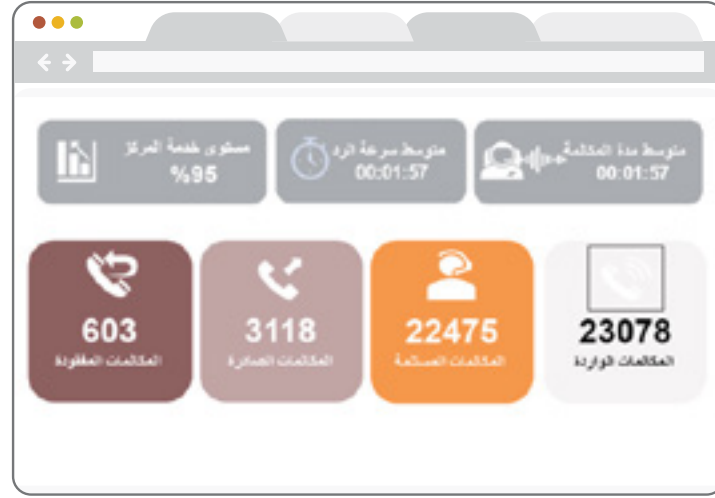 متوسط مدة المكالمة
00:01:57
متوسط سرعة الرد
00:01:57
مستوى خدمة المركز
%95
23078
المكالمات الواردة
22475
المكالمات المستلمة
3118
المكالمات الصادرة
603
المكالمات المفقودة